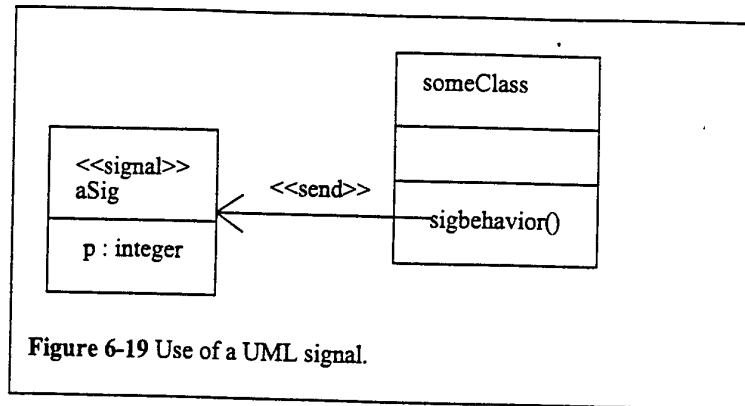 someClass
<<signal>>
aSig
<<send>>
p : integer
sigbehavior()
Figure 6-19 Use of a UML signal.